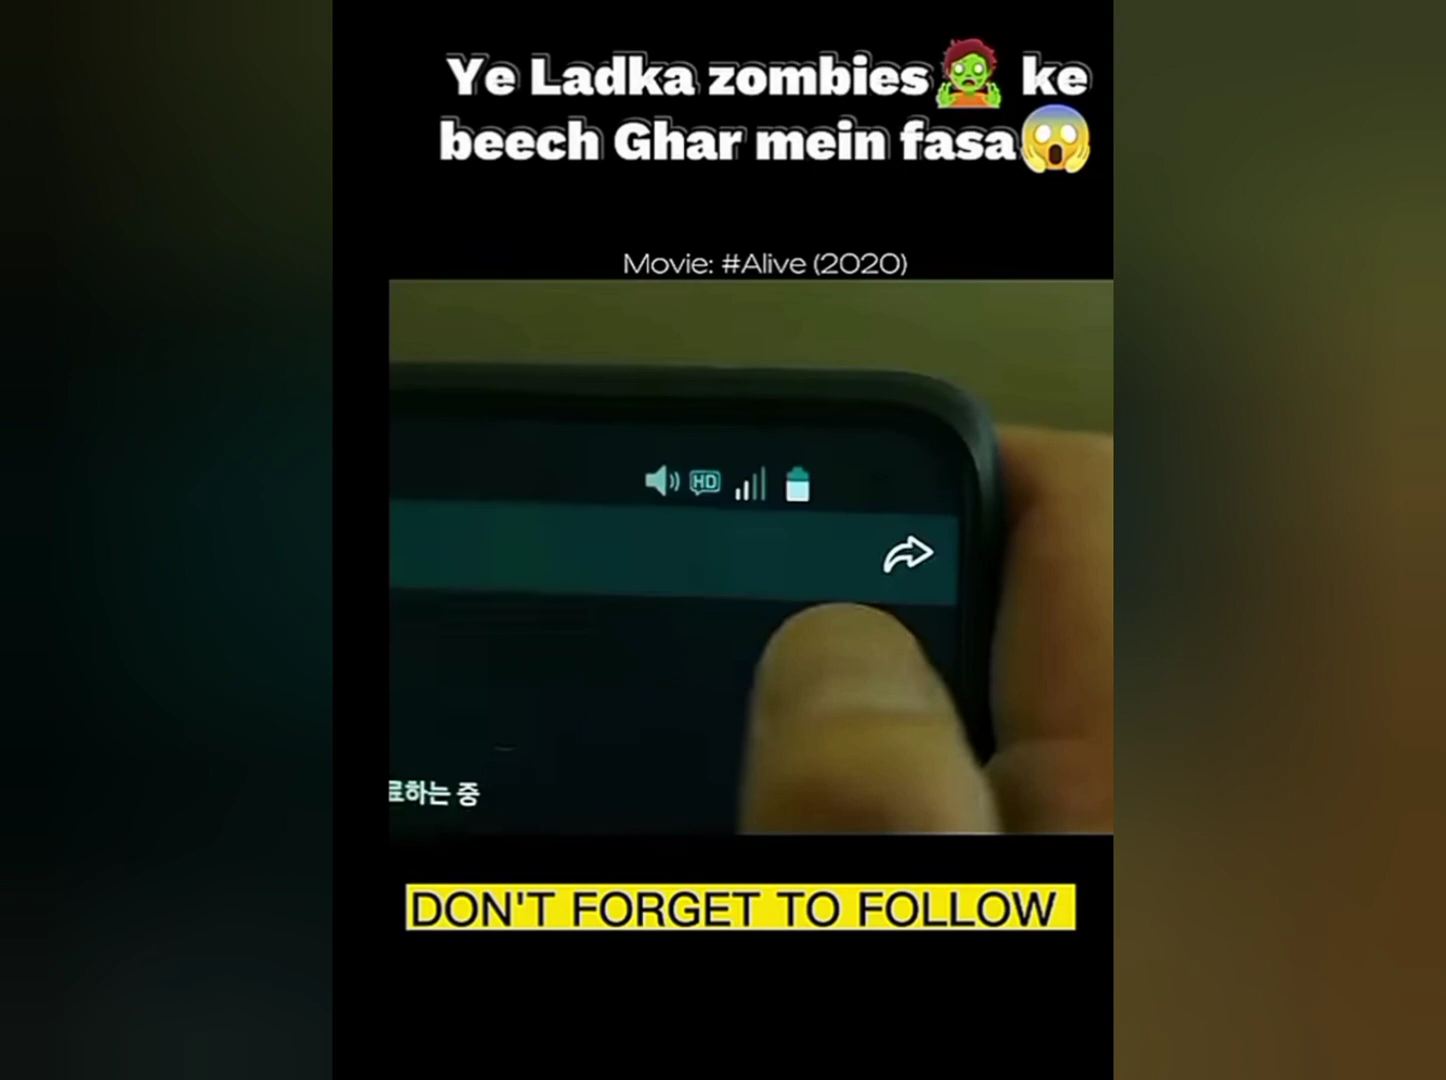 Ye Ladka zombies🧟 ke
beech Ghar mein fasa😱
Movie: #Alive (2020)
HD
료하는 중
DON'T FORGET TO FOLLOW